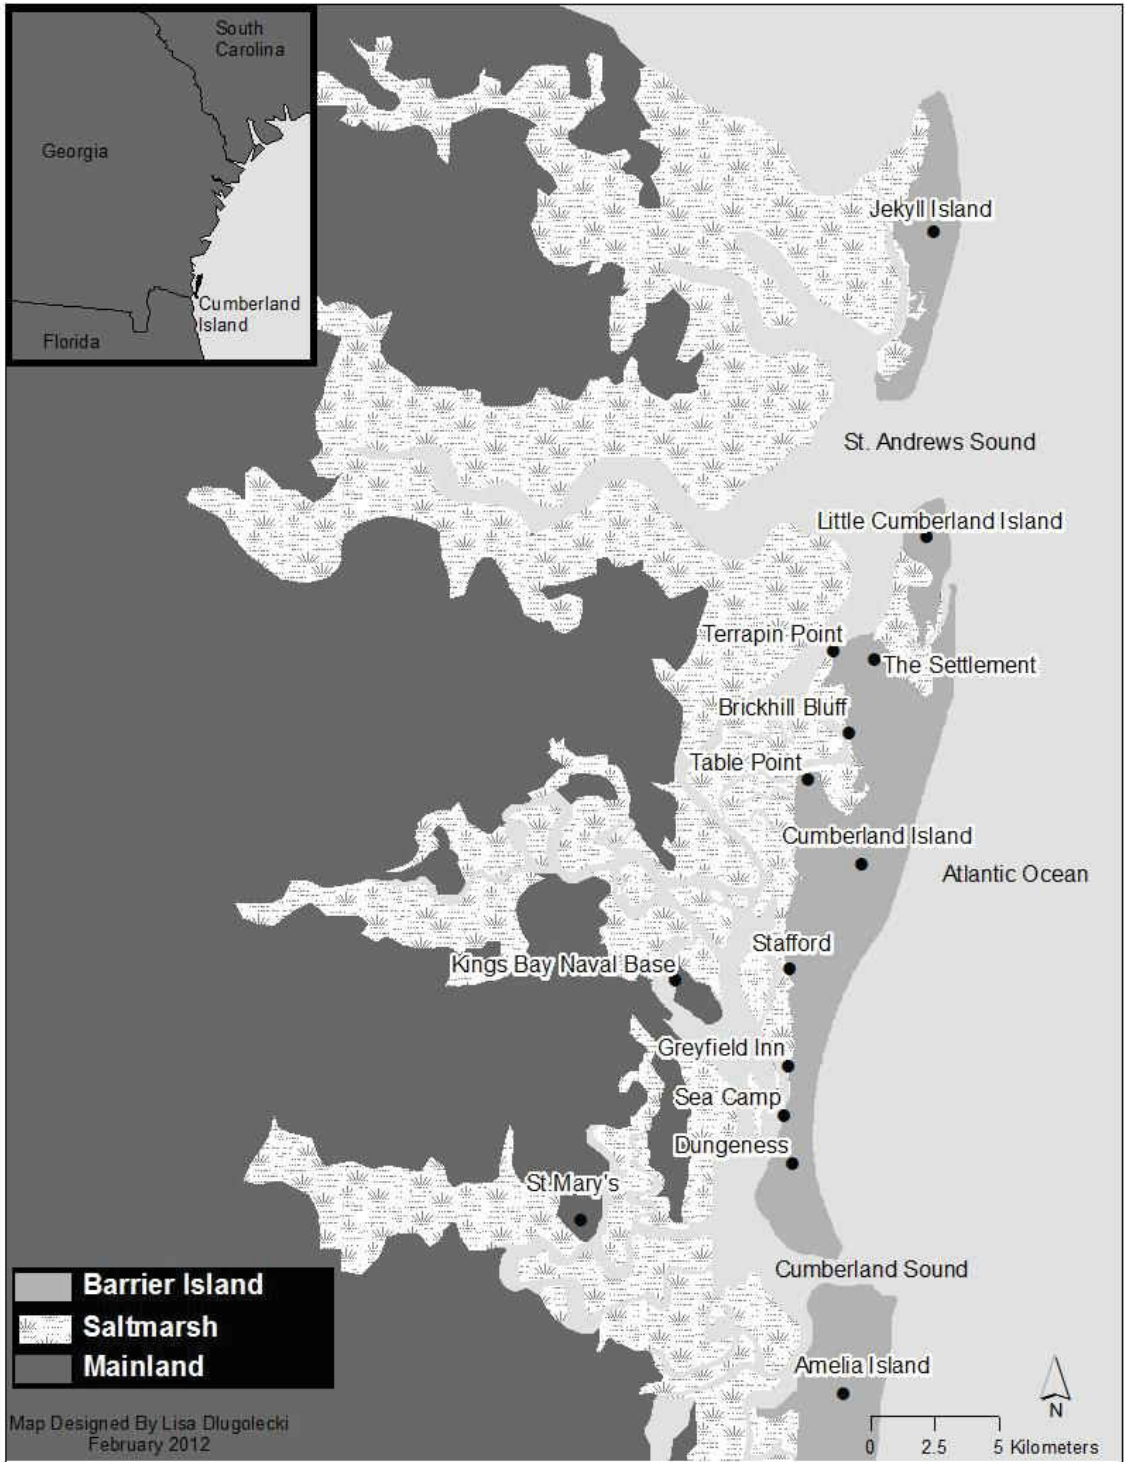 South
Carolina
Georgia
Cumberland
Island
Florida
Jekyll Island
St. Andrews Sound
Little Cumberland Island
Terrapin Point
The Settlement
Brickhill Bluff
Table Point
Cumberland Island
Atlantic Ocean
Stafford
Kings Bay Naval Base
Greyfield Inn
Sea Camp
Dungeness
St.Mary's
Cumberland Sound
Barrier Island
Saltmarsh
Mainland
Amelia Island
N
0 2.5 5 Kilometers
Map Designed By Lisa Dlugolecki
February 2012